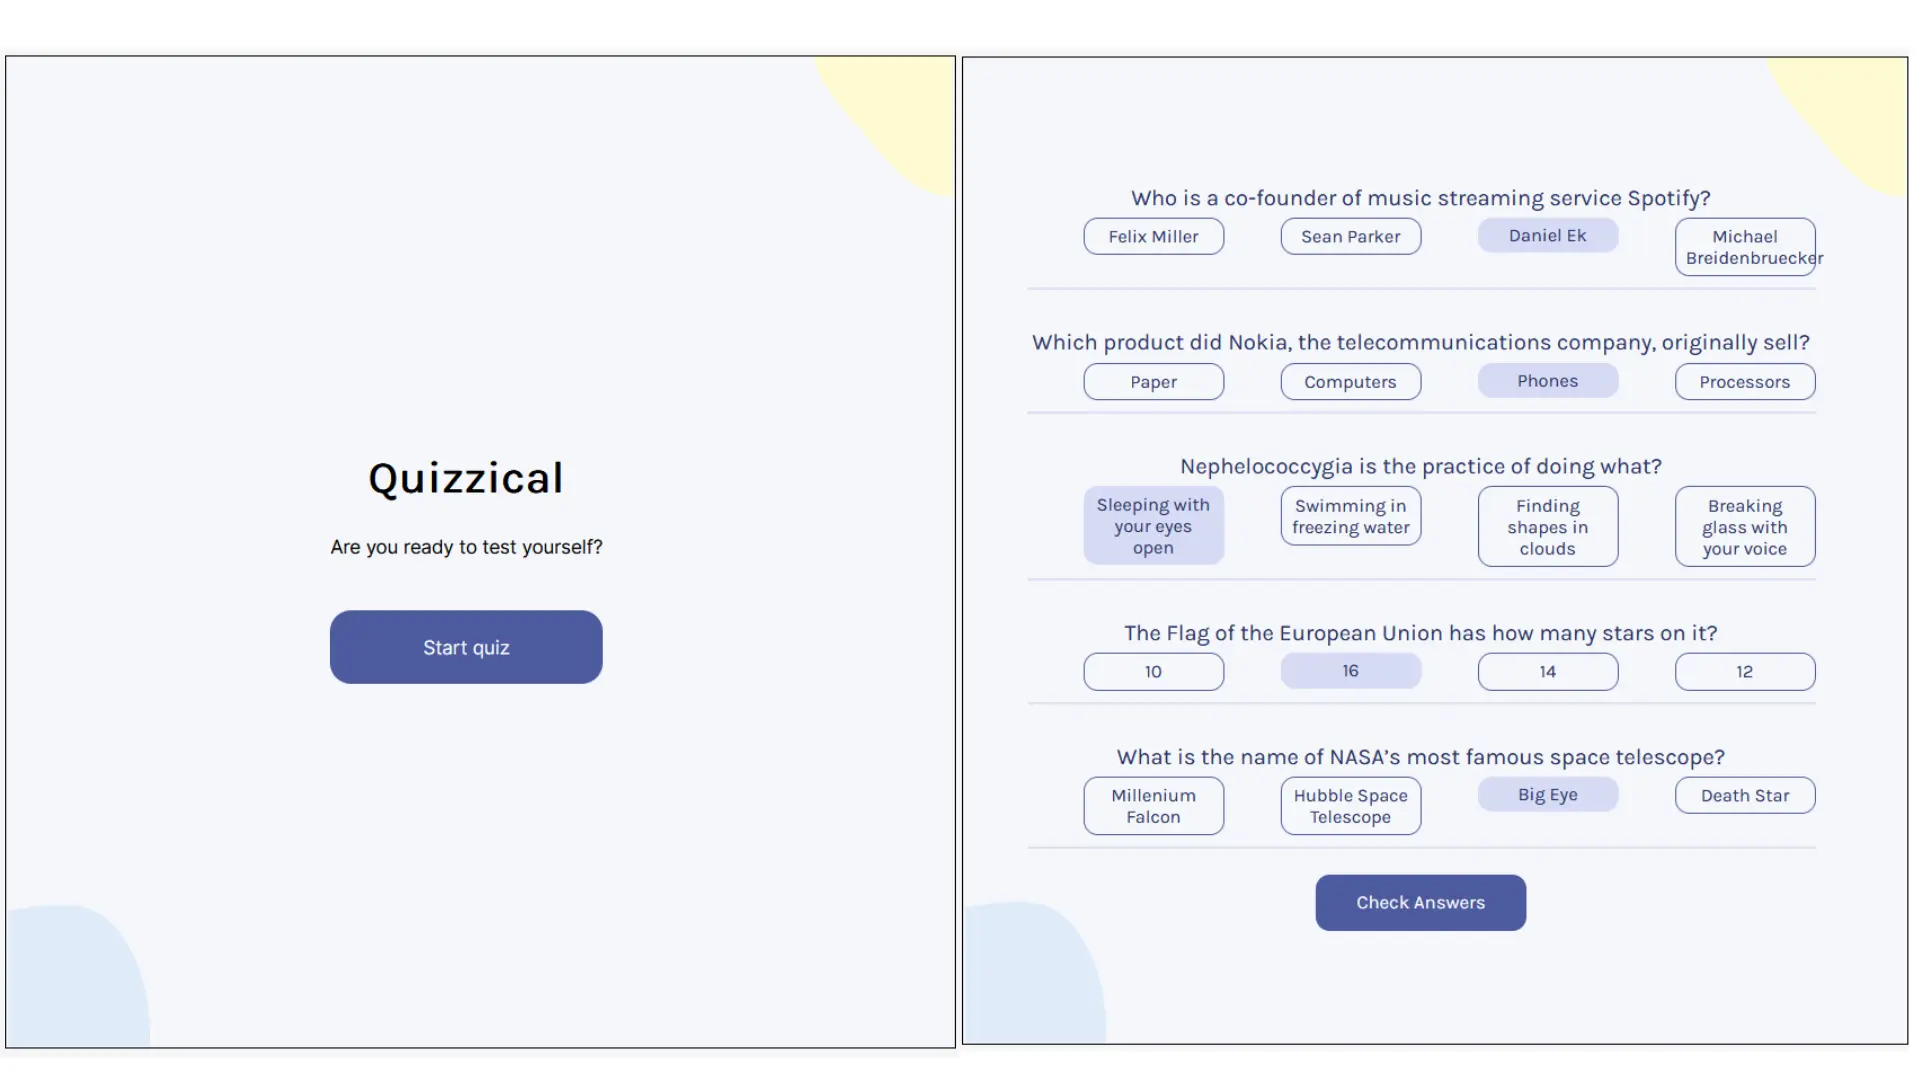 Quizzical
Are you ready to test yourself?
Start quiz
Who is a co-founder of music streaming service Spotify?
Felix Miller
Sean Parker
Daniel Ek
Michael
Breidenbruecker
Which product did Nokia, the telecommunications company, originally sell?
Paper
Computers
Phones
Processors
Nephelococcygia is the practice of doing what?
Sleeping with
your eyes
open
Swimming in
freezing water
Finding
shapes in
clouds
Breaking
glass with
your voice
The Flag of the European Union has how many stars on it?
10
16
14
12
What is the name of NASA’s most famous space telescope?
Millenium
Falcon
Hubble Space
Telescope
Big Eye
Death Star
Check Answers